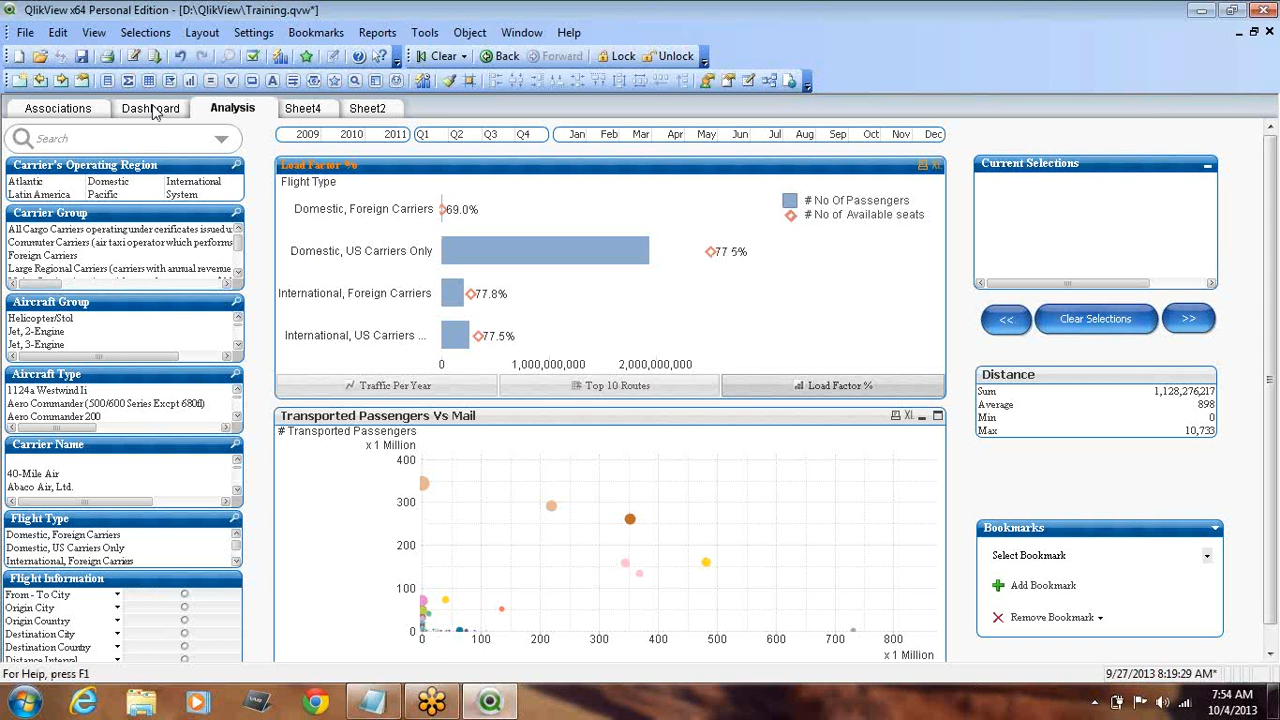 QlikView x64 Personal Edition - [D:\QlikView\Training.qvw*]
File Edit View Selections Layout Settings Bookmarks Reports Tools Object Window Help
Clear Back Forward Lock Unlock
Associations Dashboard Analysis Sheet4 Sheet2
Search
2009 2010 2011 Q1 Q2 Q3 Q4 Jan Feb Mar Apr May Jun Jul Aug Sep Oct Nov Dec
Carrier's Operating Region
Atlantic Domestic International
Latin America Pacific System
Carrier Group
All Cargo Carriers operating under certificates issued u
Commuter Carriers (air taxi operator which performs
Foreign Carriers
Large Regional Carriers (carriers with annual revenue
Aircraft Group
Helicopter/Stol
Jet, 2-Engine
Jet, 3-Engine
Aircraft Type
1124a Westwind Ii
Aero Commander (500/600 Series Excpt 680fl)
Aero Commander 200
Carrier Name
40-Mile Air
Abaco Air, Ltd.
Flight Type
Domestic, Foreign Carriers
Domestic, US Carriers Only
International, Foreign Carriers
Flight Information
From - To City
Origin City
Origin Country
Destination City
Destination Country
Distance Interval
Load Factor %
XL
Flight Type
# No Of Passengers
# No of Available seats
Domestic, Foreign Carriers 69.0%
Domestic, US Carriers Only 77.5%
International, Foreign Carriers 77.8%
International, US Carriers ... 77.5%
0 1,000,000,000 2,000,000,000
Traffic Per Year Top 10 Routes Load Factor %
Transported Passengers Vs Mail
XL
# Transported Passengers
x 1 Million
400
300
200
100
0
0 100 200 300 400 500 600 700 800
x 1 Million
Current Selections
<< Clear Selections >>
Distance
Sum 1,128,276,217
Average 898
Min 0
Max 10,733
Bookmarks
Select Bookmark
Add Bookmark
Remove Bookmark
For Help, press F1
9/27/2013 8:19:29 AM*
7:54 AM
10/4/2013